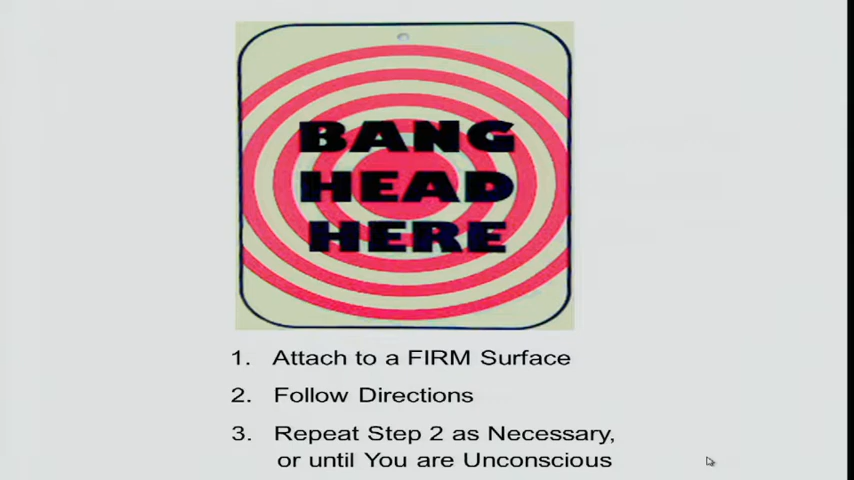 BANG
HEAD
HERE
1. Attach to a FIRM Surface
2. Follow Directions
3. Repeat Step 2 as Necessary,
or until You are Unconscious